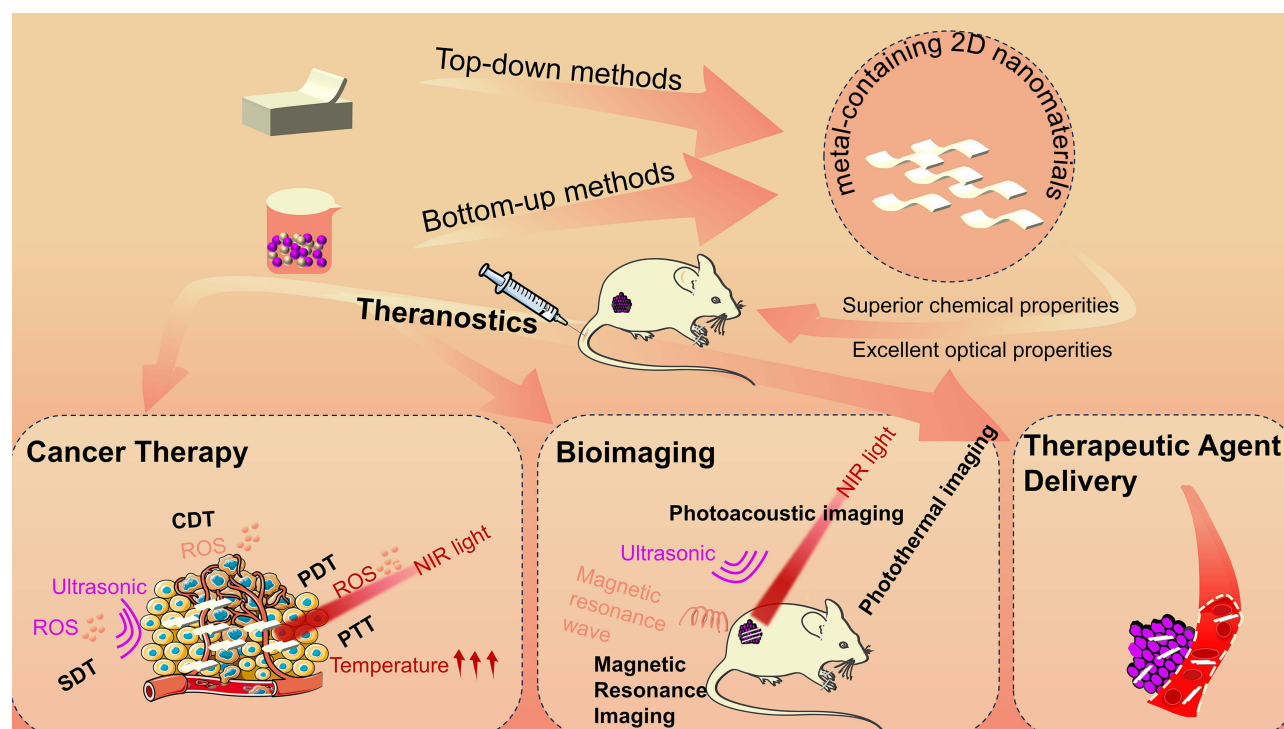 Top-down methods
metal-containing 2D nanomaterials
Bottom-up methods
Theranostics
Superior chemical properities
Excellent optical properities
Cancer Therapy
CDT
ROS
PDT
ROS
NIR light
Ultrasonic
ROS
SDT
PTT
Temperature
Bioimaging
NIR light
Photoacoustic imaging
Photothermal imaging
Ultrasonic
Magnetic
resonance
wave
Magnetic
Resonance
Imaging
Therapeutic Agent
Delivery